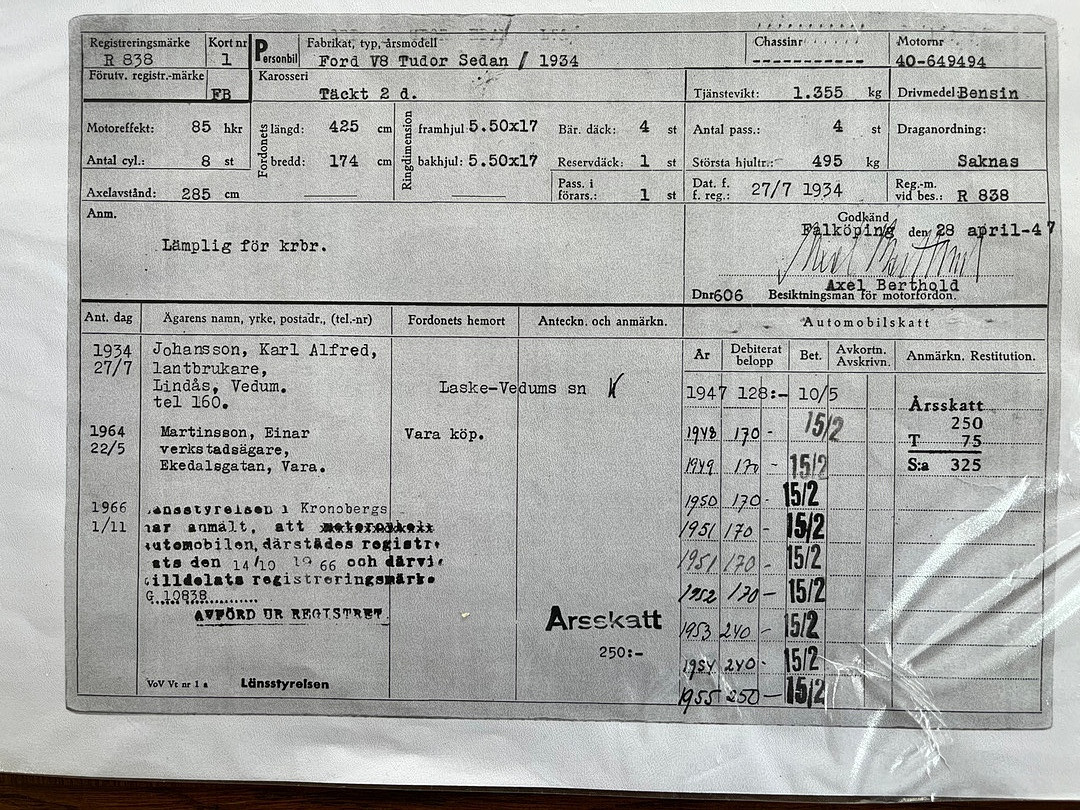 Registreringsmärke Kort nr Personbil Fabrikat, typ, årsmodell Chassinr Motornr
R 838 1 Ford V8 Tudor Sedan / 1934 ----------- 40-649494
Förutv. registr.-märke Karosseri
FB Täckt 2 d. Tjänstevikt: 1.355 kg Drivmedel: Bensin
Motoreffekt: 85 hkr Fordonets längd: 425 cm Ringdimension framhjul 5.50x17 Bär. däck: 4 st Antal pass.: 4 st Draganordning:
Antal cyl.: 8 st bredd: 174 cm bakhjul: 5.50x17 Reservdäck: 1 st Största hjultr.: 495 kg Saknas
Axelavstånd: 285 cm Pass. i förars.: 1 st Dat. f. f. reg.: 27/7 1934 Reg.-m. vid bes.: R 838
Anm. Godkänd
Falköping den 28 april-47
Lämplig för krbr.
Axel Berthold
Dnr 606 Besiktningsman för motorfordon.
Ant. dag Ägarens namn, yrke, postadr., (tel.-nr) Fordonets hemort Anteckn. och anmärkn. Automobilskatt
År Debiterat belopp Bet. Avkortn. Avskrivn. Anmärkn. Restitution.
1934 Johansson, Karl Alfred,
27/7 lantbrukare,
Lindås, Vedum. Laske-Vedums sn
tel 160.
1947 128:- 10/5 Årsskatt
1948 170 - 15/2 250
T 75
1964 Martinsson, Einar Vara köp.
22/5 verkstadsägare,
Ekedalsgatan, Vara.
1949 170 - 15/2 S:a 325
1950 170 - 15/2
1966 länsstyrelsen i Kronobergs
1/11 har anmält, att
automobilen, därstädes registr
ats den 14/10 1966 och därvi
tilldelats registreringsmärke
G 10838
AVFÖRD UR REGISTRET
1951 170 - 15/2
1951 170 - 15/2
1952 170 - 15/2
Årsskatt 1953 240 - 15/2
250:- 1954 240 - 15/2
VoV Vt nr 1 a Länsstyrelsen 1955 250 - 15/2